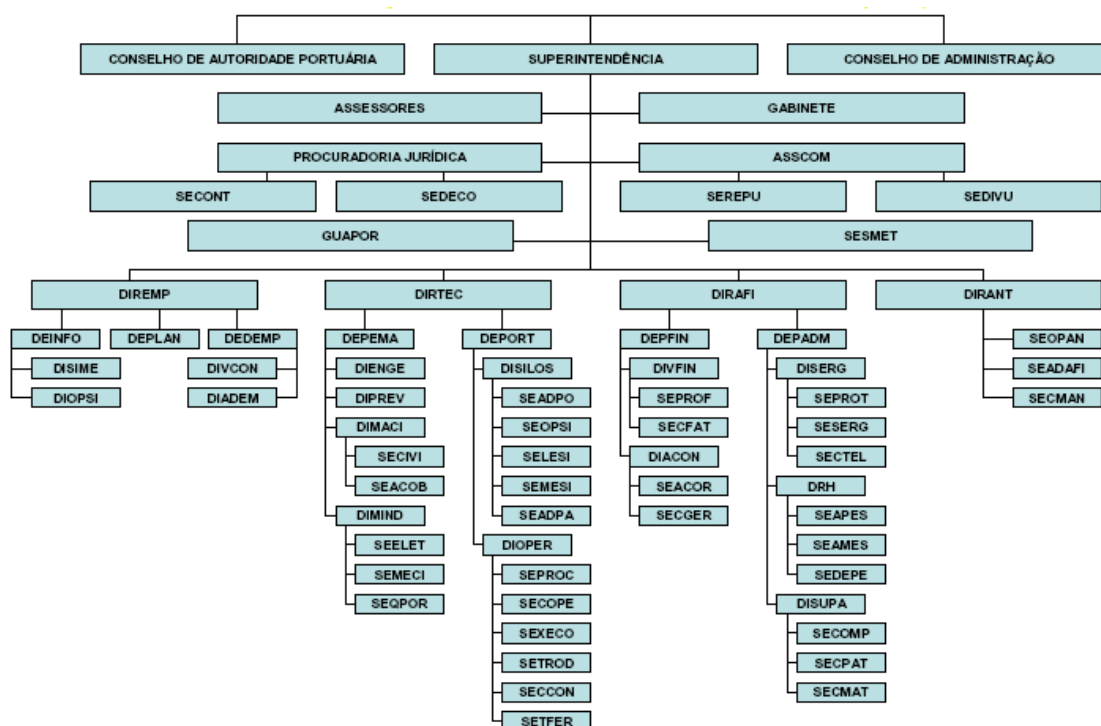 CONSELHO DE AUTORIDADE PORTUÁRIA
SUPERINTENDÊNCIA
CONSELHO DE ADMINISTRAÇÃO
ASSESSORES
GABINETE
PROCURADORIA JURÍDICA
ASSCOM
SECONT
SEDECO
SEREPU
SEDIVU
GUAPOR
SESMET
DIREMP
DIRTEC
DIRAFI
DIRANT
DEINFO
DEPLAN
DEDEMP
DISIME
DIOPSI
DIVCON
DIADEM
DEPEMA
DIENGE
DIPREV
DIMACI
SECIVI
SEACOB
DIMIND
SEELET
SEMECI
SEQPOR
DEPORT
DISILOS
SEADPO
SEOPSI
SELESI
SEMESI
SEADPA
DIOPER
SEPROC
SECOPE
SEXECO
SETROD
SECCON
SETFER
DEPFIN
DIVFIN
SEPROF
SECFAT
DIACON
SEACOR
SECGER
DEPADM
DISERG
SEPROT
SESERG
SECTEL
DRH
SEAPES
SEAMES
SEDEPE
DISUPA
SECOMP
SECPAT
SECMAT
SEOPAN
SEADAFI
SECMAN